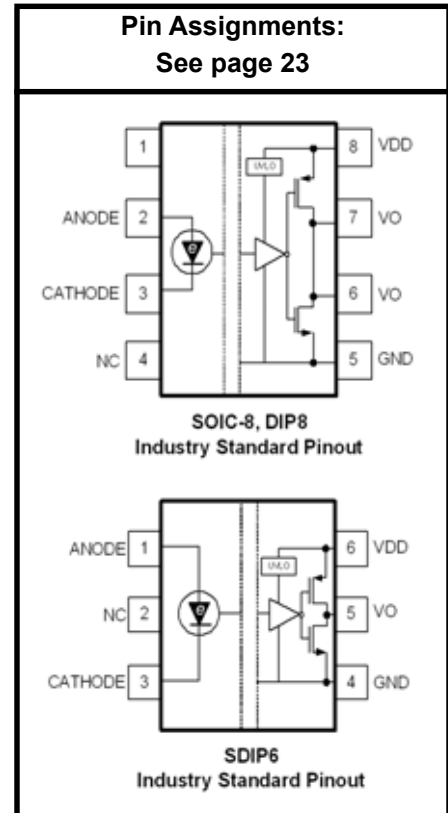 Pin Assignments:
See page 23
1
8 VDD
UVLO
ANODE 2
7 VO
e
CATHODE 3
6 VO
NC 4
5 GND
SOIC-8, DIP8
Industry Standard Pinout
ANODE 1
6 VDD
UVLO
NC 2
e
5 VO
CATHODE 3
4 GND
SDIP6
Industry Standard Pinout